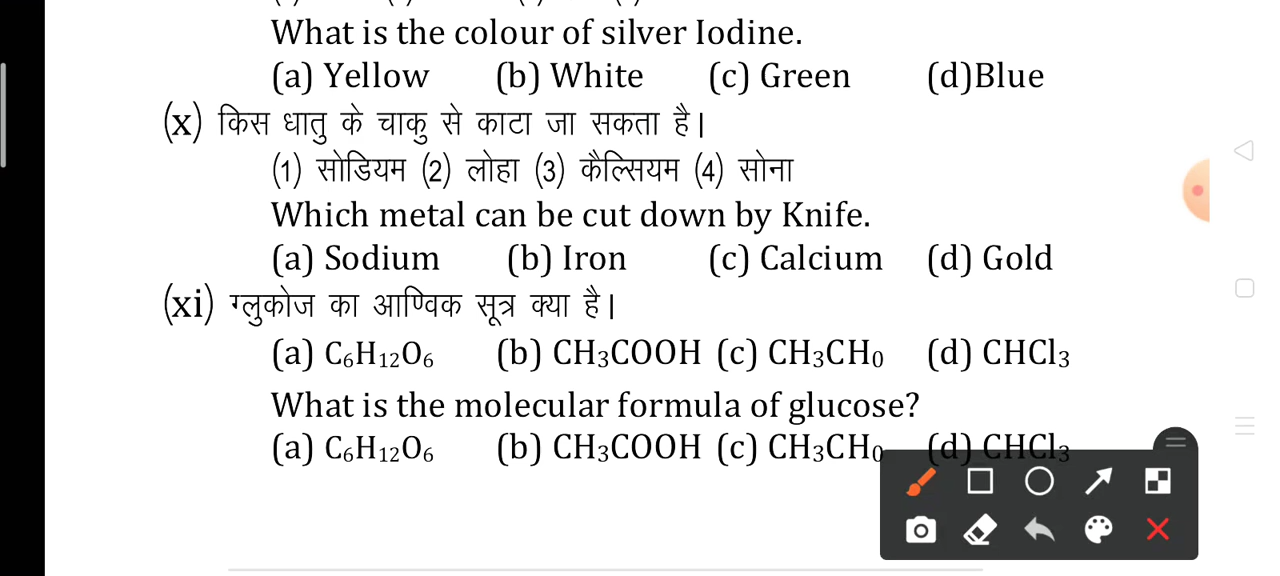 What is the colour of silver Iodine.
(a) Yellow (b) White (c) Green (d)Blue
(x) किस धातु के चाकु से काटा जा सकता है।
(1) सोडियम (2) लोहा (3) कैल्सियम (4) सोना
Which metal can be cut down by Knife.
(a) Sodium (b) Iron (c) Calcium (d) Gold
(xi) ग्लुकोज का आण्विक सूत्र क्या है।
(a) C₆H₁₂O₆ (b) CH₃COOH (c) CH₃CH₀ (d) CHCl₃
What is the molecular formula of glucose?
(a) C₆H₁₂O₆ (b) CH₃COOH (c) CH₃CH₀ (d) CHCl₃